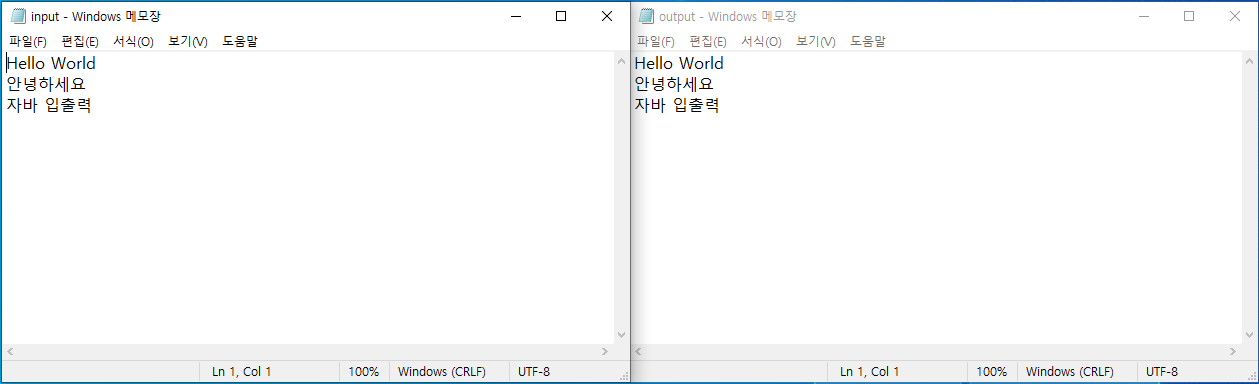 input - Windows 메모장
파일(F) 편집(E) 서식(O) 보기(V) 도움말
Hello World
안녕하세요
자바 입출력
Ln 1, Col 1 100% Windows (CRLF) UTF-8
output - Windows 메모장
파일(F) 편집(E) 서식(O) 보기(V) 도움말
Hello World
안녕하세요
자바 입출력
Ln 1, Col 1 100% Windows (CRLF) UTF-8